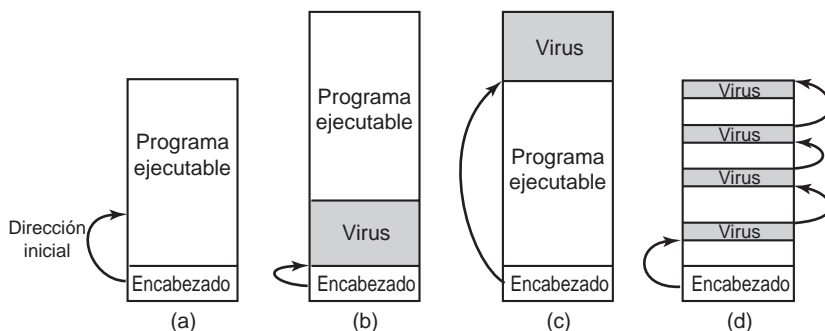 Programa
ejecutable
Dirección
inicial
Encabezado
(a)
Programa
ejecutable
Virus
Encabezado
(b)
Virus
Programa
ejecutable
Encabezado
(c)
Virus
Virus
Virus
Virus
Encabezado
(d)